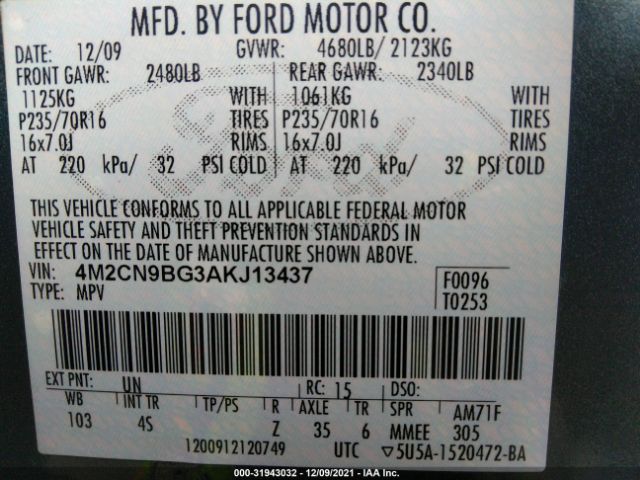 MFD. BY FORD MOTOR CO.
DATE: 12/09 GVWR: 4680LB/ 2123KG
FRONT GAWR: 2480LB REAR GAWR: 2340LB
1125KG WITH 1061KG WITH
P235/70R16 TIRES P235/70R16 TIRES
16x7.0J RIMS 16x7.0J RIMS
AT 220 kPa/ 32 PSI COLD AT 220 kPa/ 32 PSI COLD
THIS VEHICLE CONFORMS TO ALL APPLICABLE FEDERAL MOTOR
VEHICLE SAFETY AND THEFT PREVENTION STANDARDS IN
EFFECT ON THE DATE OF MANUFACTURE SHOWN ABOVE.
VIN: 4M2CN9BG3AKJ13437 F0096
TYPE: MPV T0253
EXT PNT: UN RC: 15 DSO:
WB INT TR TP/PS R AXLE TR SPR AM71F
103 4S Z 35 6 MMEE 305
1200912120749 UTC ▽5U5A-1520472-BA
000-31943032 - 12/09/2021 - IAA Inc.